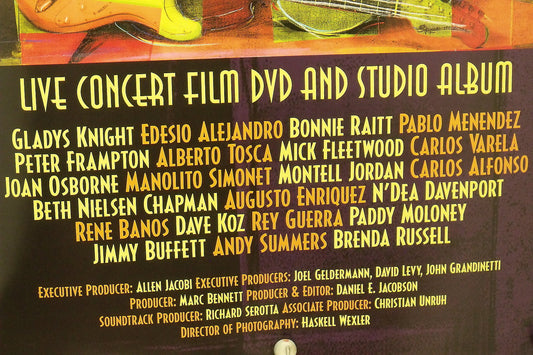 LIVE CONCERT FILM DVD AND STUDIO ALBUM
GLADYS KNIGHT EDESIO ALEJANDRO BONNIE RAITT PABLO MENENDEZ
PETER FRAMPTON ALBERTO TOSCA MICK FLEETWOOD CARLOS VARELA
JOAN OSBORNE MANOLITO SIMONET MONTELL JORDAN CARLOS ALFONSO
BETH NIELSEN CHAPMAN AUGUSTO ENRIQUEZ N'DEA DAVENPORT
RENE BANOS DAVE KOZ REY GUERRA PADDY MOLONEY
JIMMY BUFFETT ANDY SUMMERS BRENDA RUSSELL
EXECUTIVE PRODUCER: ALLEN JACOBI EXECUTIVE PRODUCERS: JOEL GELDERMANN, DAVID LEVY, JOHN GRANDINETTI
PRODUCER: MARC BENNETT PRODUCER & EDITOR: DANIEL E. JACOBSON
SOUNDTRACK PRODUCER: RICHARD SEROTTA ASSOCIATE PRODUCER: CHRISTIAN UNRUH
DIRECTOR OF PHOTOGRAPHY: HASKELL WEXLER